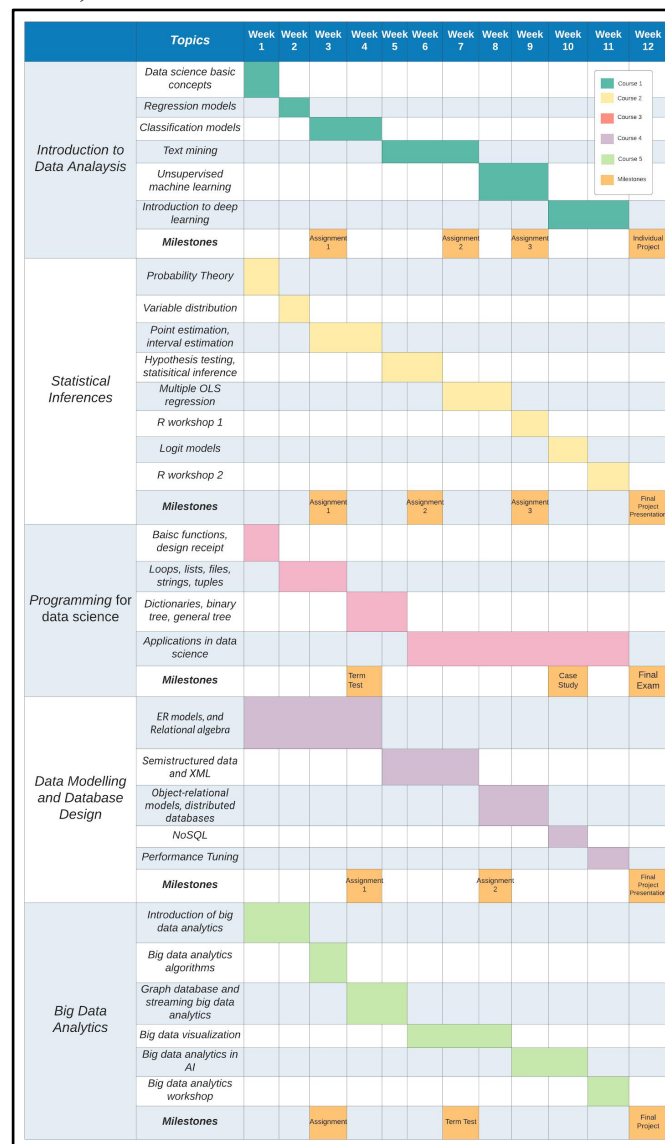 Topics
Week 1
Week 2
Week 3
Week 4
Week 5
Week 6
Week 7
Week 8
Week 9
Week 10
Week 11
Week 12
Course 1
Course 2
Course 3
Course 4
Course 5
Milestones
Introduction to
Data Analaysis
Data science basic
concepts
Regression models
Classification models
Text mining
Unsupervised
machine learning
Introduction to deep
learning
Milestones
Assignment
1
Assignment
2
Assignment
3
Individual
Project
Statistical
Inferences
Probability Theory
Variable distribution
Point estimation,
interval estimation
Hypothesis testing,
statisitical inference
Multiple OLS
regression
R workshop 1
Logit models
R workshop 2
Milestones
Assignment
1
Assignment
2
Assignment
3
Final
Project
Presentation
Programming for
data science
Baisc functions,
design receipt
Loops, lists, files,
strings, tuples
Dictionaries, binary
tree, general tree
Applications in data
science
Milestones
Term
Test
Case
Study
Final
Exam
Data Modelling
and Database
Design
ER models, and
Relational algebra
Semistructured data
and XML
Object-relational
models, distributed
databases
NoSQL
Performance Tuning
Milestones
Assignment
1
Assignment
2
Final
Project
Presentation
Big Data
Analytics
Introduction of big
data analytics
Big data analytics
algorithms
Graph database and
streaming big data
analytics
Big data visualization
Big data analytics in
AI
Big data analytics
workshop
Milestones
Assignment
Term Test
Final
Project